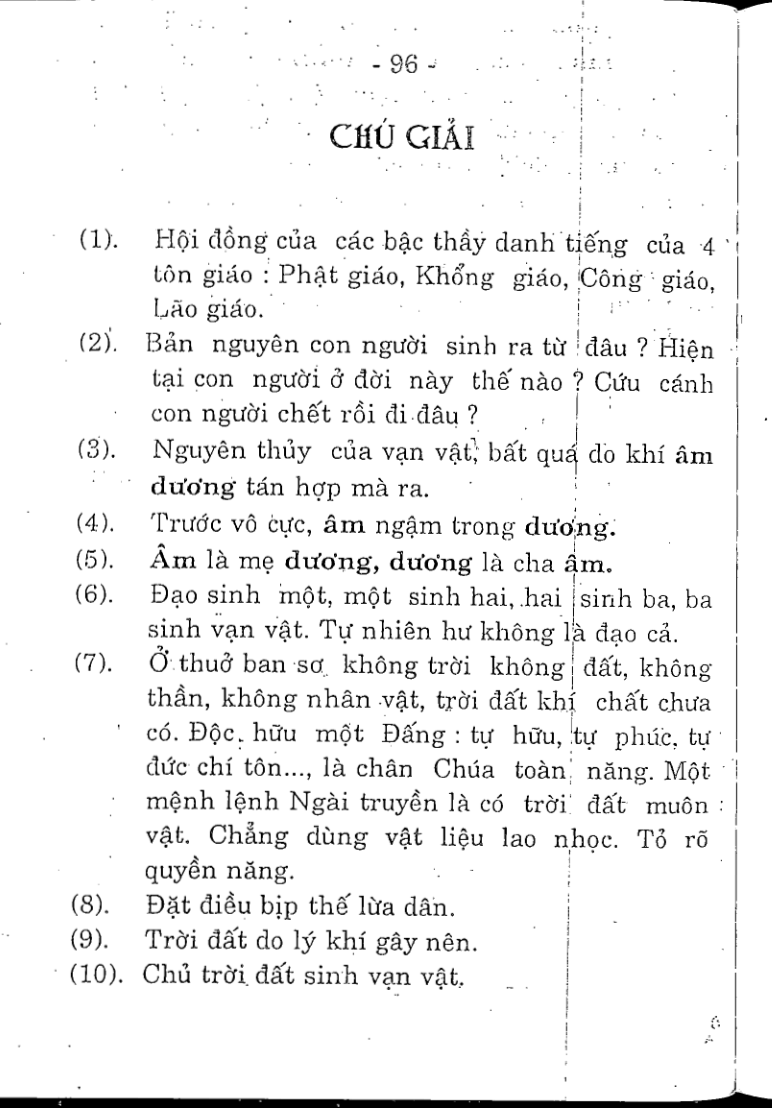 - 96 -
CHÚ GIẢI
(1). Hội đồng của các bậc thầy danh tiếng của 4
tôn giáo : Phật giáo, Khổng giáo, Công giáo,
Lão giáo.
(2). Bản nguyên con người sinh ra từ đâu ? Hiện
tại con người ở đời này thế nào ? Cứu cánh
con người chết rồi đi đâu ?
(3). Nguyên thủy của vạn vật, bất quá do khí âm
dương tán hợp mà ra.
(4). Trước vô cực, âm ngậm trong dương.
(5). Âm là mẹ dương, dương là cha âm.
(6). Đạo sinh một, một sinh hai, hai sinh ba, ba
sinh vạn vật. Tự nhiên hư không là đạo cả.
(7). Ở thuở ban sơ không trời không đất, không
thần, không nhân vật, trời đất khí chất chưa
có. Độc hữu một Đấng : tự hữu, tự phúc, tự
đức chí tôn..., là chân Chúa toàn năng. Một
mệnh lệnh Ngài truyền là có trời đất muôn
vật. Chẳng dùng vật liệu lao nhọc. Tỏ rõ
quyền năng.
(8). Đặt điều bịp thế lừa dân.
(9). Trời đất do lý khí gây nên.
(10). Chủ trời đất sinh vạn vật.